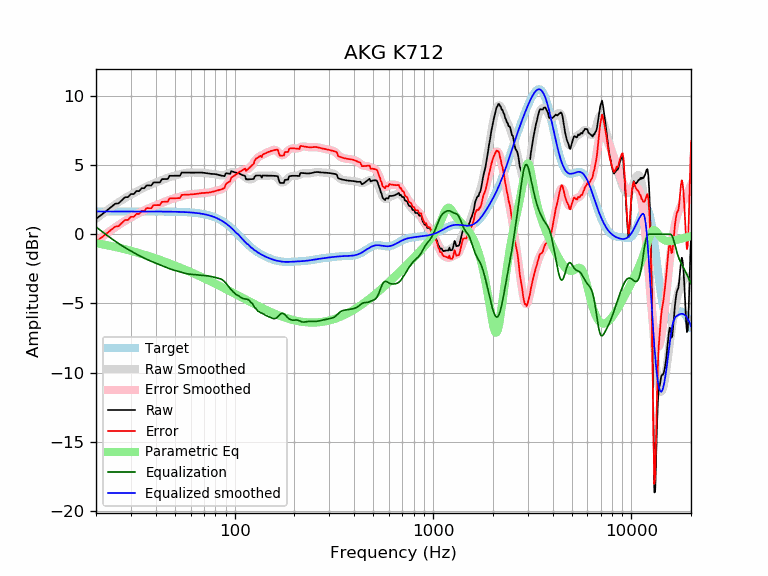 AKG K712
Amplitude (dBr)
10
5
0
−5
−10
−15
−20
Target
Raw Smoothed
Error Smoothed
Raw
Error
Parametric Eq
Equalization
Equalized smoothed
100 1000 10000
Frequency (Hz)